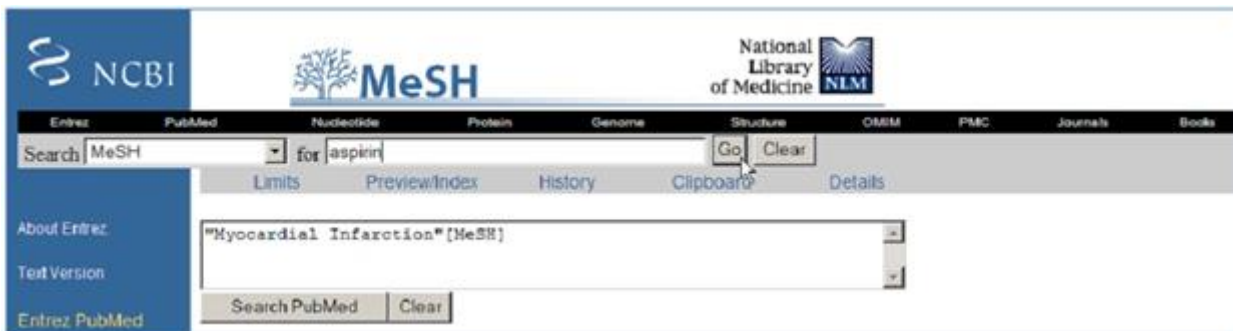 NCBI
MeSH
National
Library
of Medicine NLM
Entrez PubMed Nucleotide Protein Genome Structure OMIM PMC Journals Books
Search MeSH for aspirin Go Clear
Limits Preview/Index History Clipboard Details
About Entrez
"Myocardial Infarction"[MeSH]
Text Version
Search PubMed Clear
Entrez PubMed